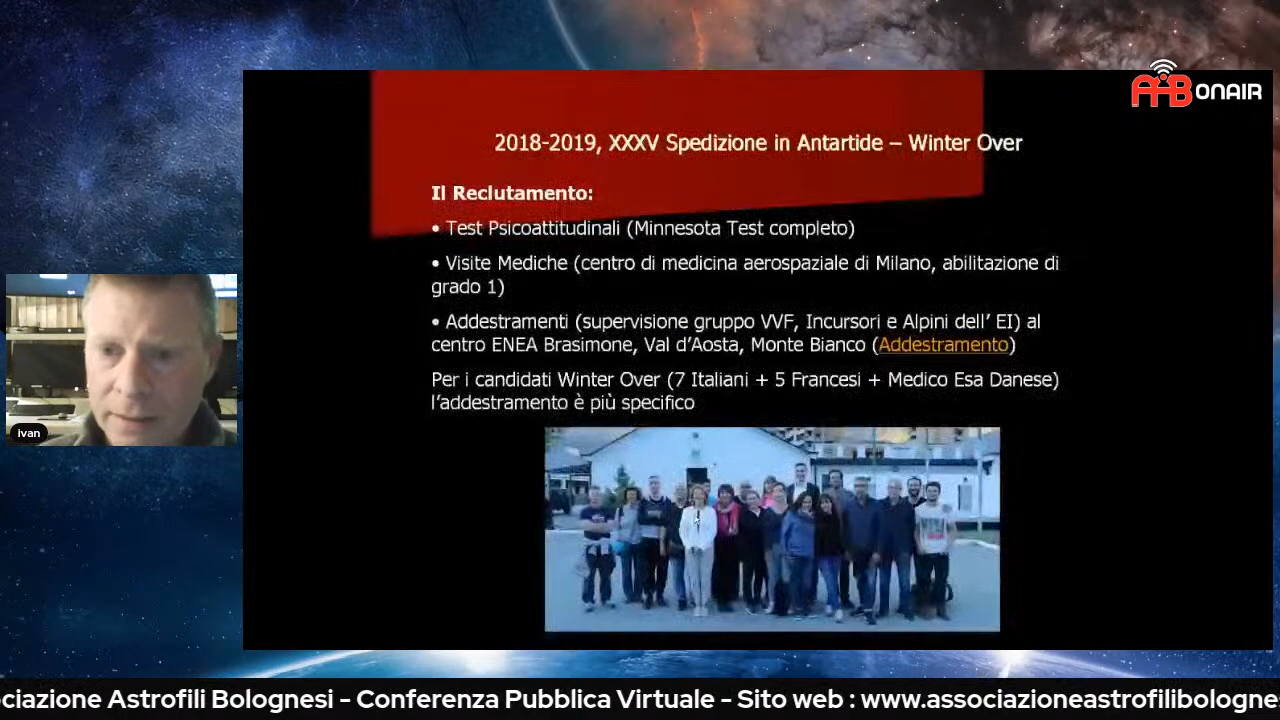 AAB ONAIR
2018-2019, XXXV Spedizione in Antartide – Winter Over
Il Reclutamento:
• Test Psicoattitudinali (Minnesota Test completo)
• Visite Mediche (centro di medicina aerospaziale di Milano, abilitazione di
grado 1)
• Addestramenti (supervisione gruppo VVF, Incursori e Alpini dell’ EI) al
centro ENEA Brasimone, Val d’Aosta, Monte Bianco (Addestramento)
Per i candidati Winter Over (7 Italiani + 5 Francesi + Medico Esa Danese)
l’addestramento è più specifico
ivan
ociazione Astrofili Bolognesi - Conferenza Pubblica Virtuale - Sito web : www.associazioneastrofilibologne